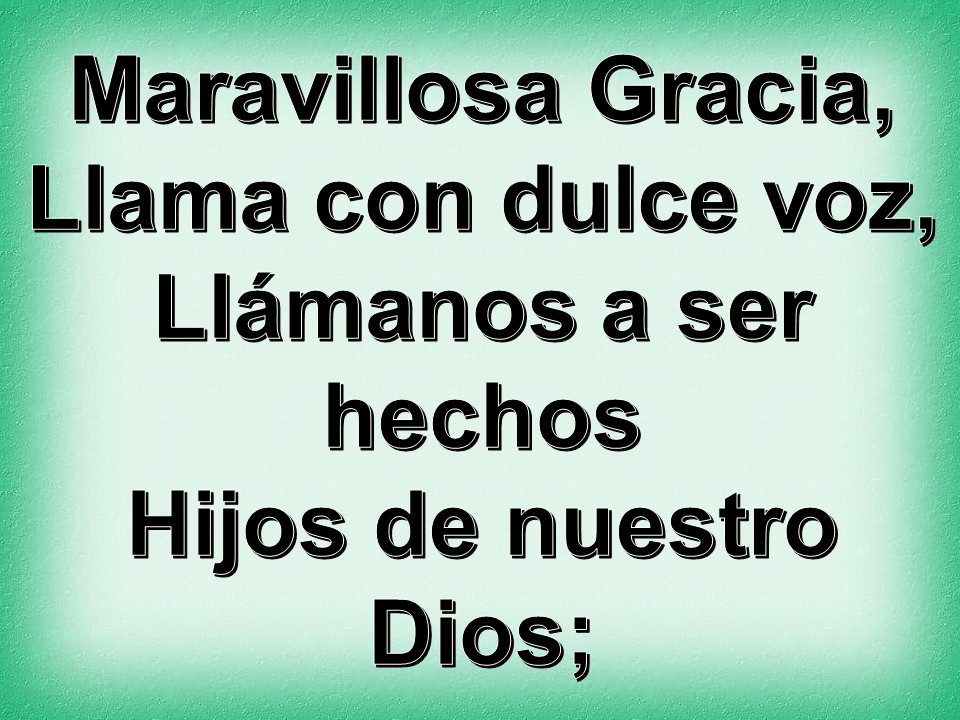 Maravillosa Gracia,
Llama con dulce voz,
Llámanos a ser
hechos
Hijos de nuestro
Dios;